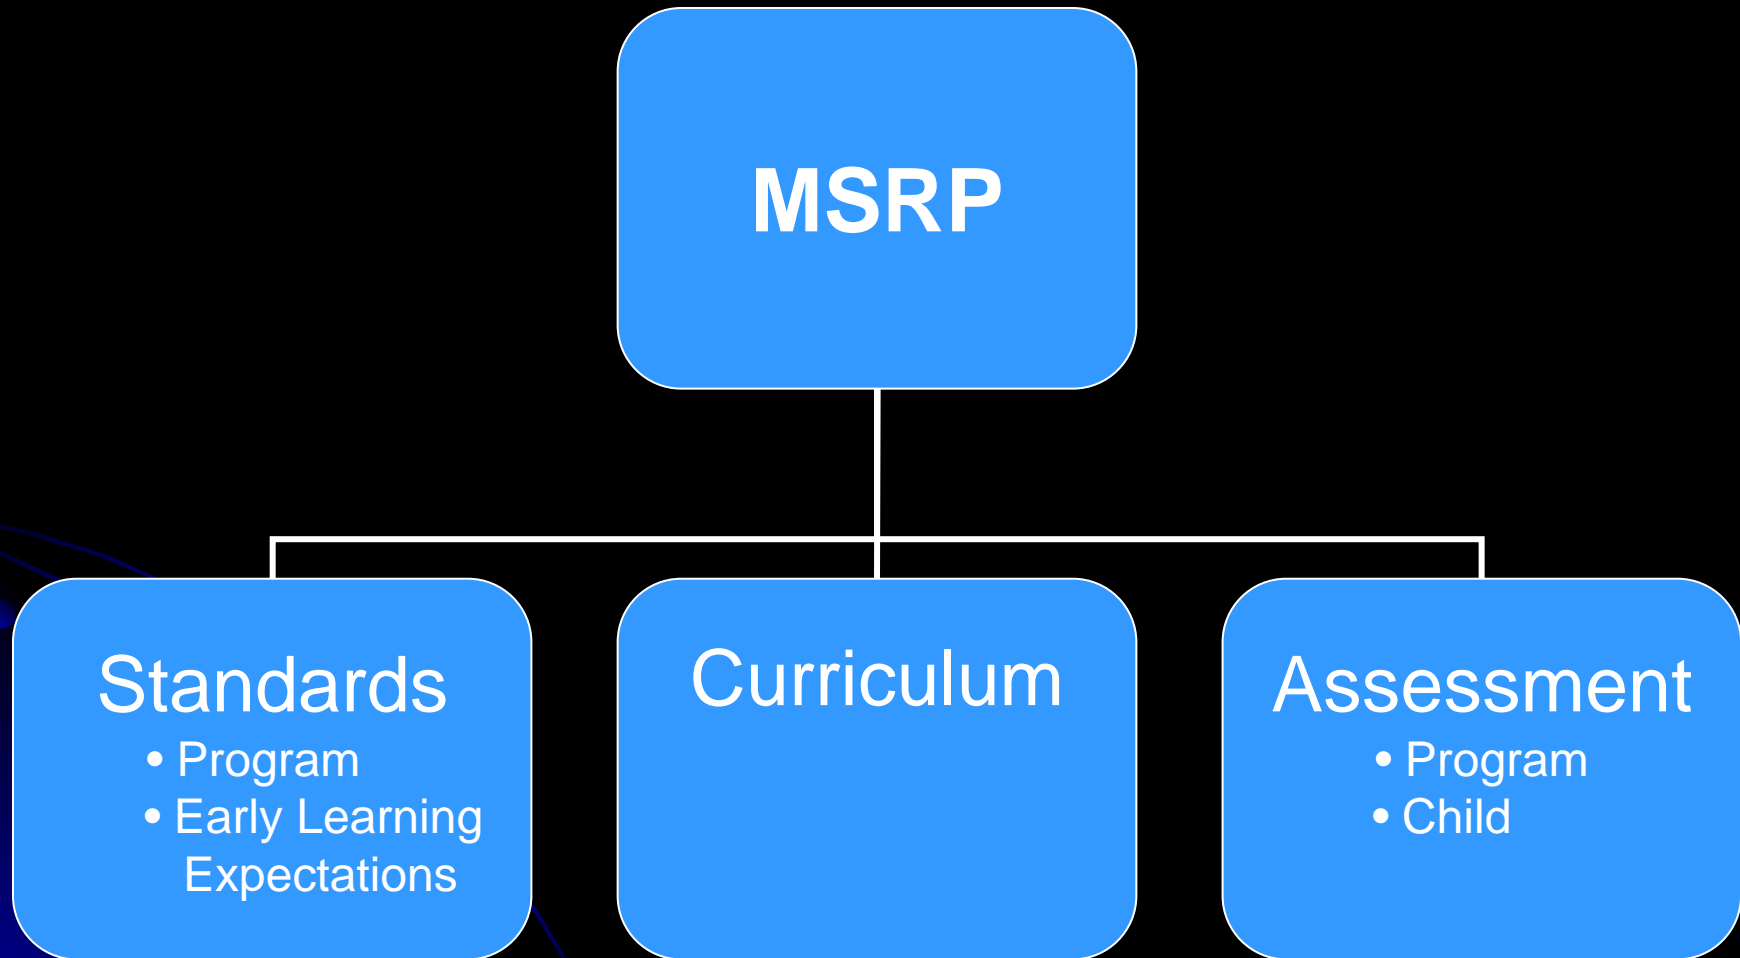 MSRP
Standards
• Program
• Early Learning
Expectations
Curriculum
Assessment
• Program
• Child